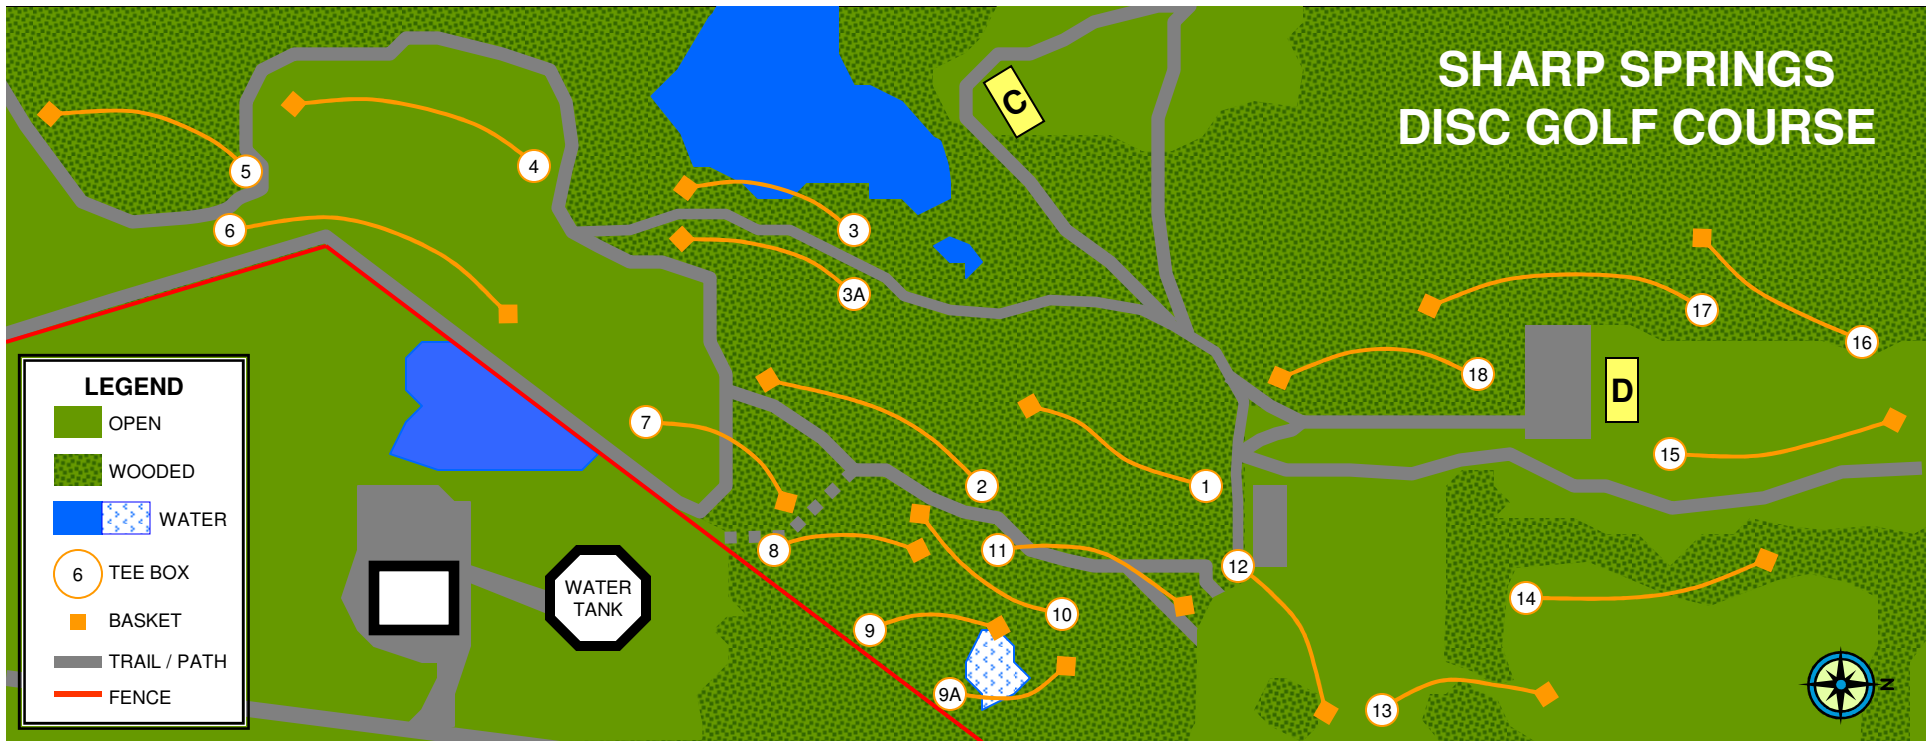 SHARP SPRINGS
DISC GOLF COURSE
C
5
4
6
3
3A
17
16
18
D
7
2
1
15
8
11
12
14
10
9
9A
13
WATER
TANK
N
LEGEND
OPEN
WOODED
WATER
6 TEE BOX
BASKET
TRAIL / PATH
FENCE